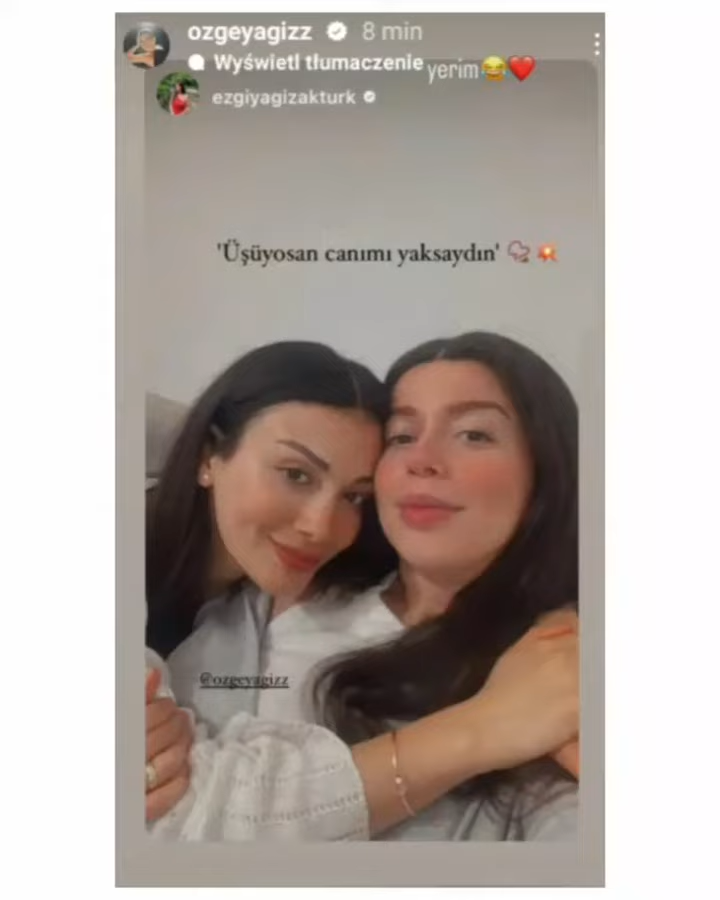 ozgeyagizz 8 min
Wyświetl tłumaczenie yerim😂❤️
ezgiyagizakturk
'Üşüyosan canımı yaksaydın'
@ozgeyagizz